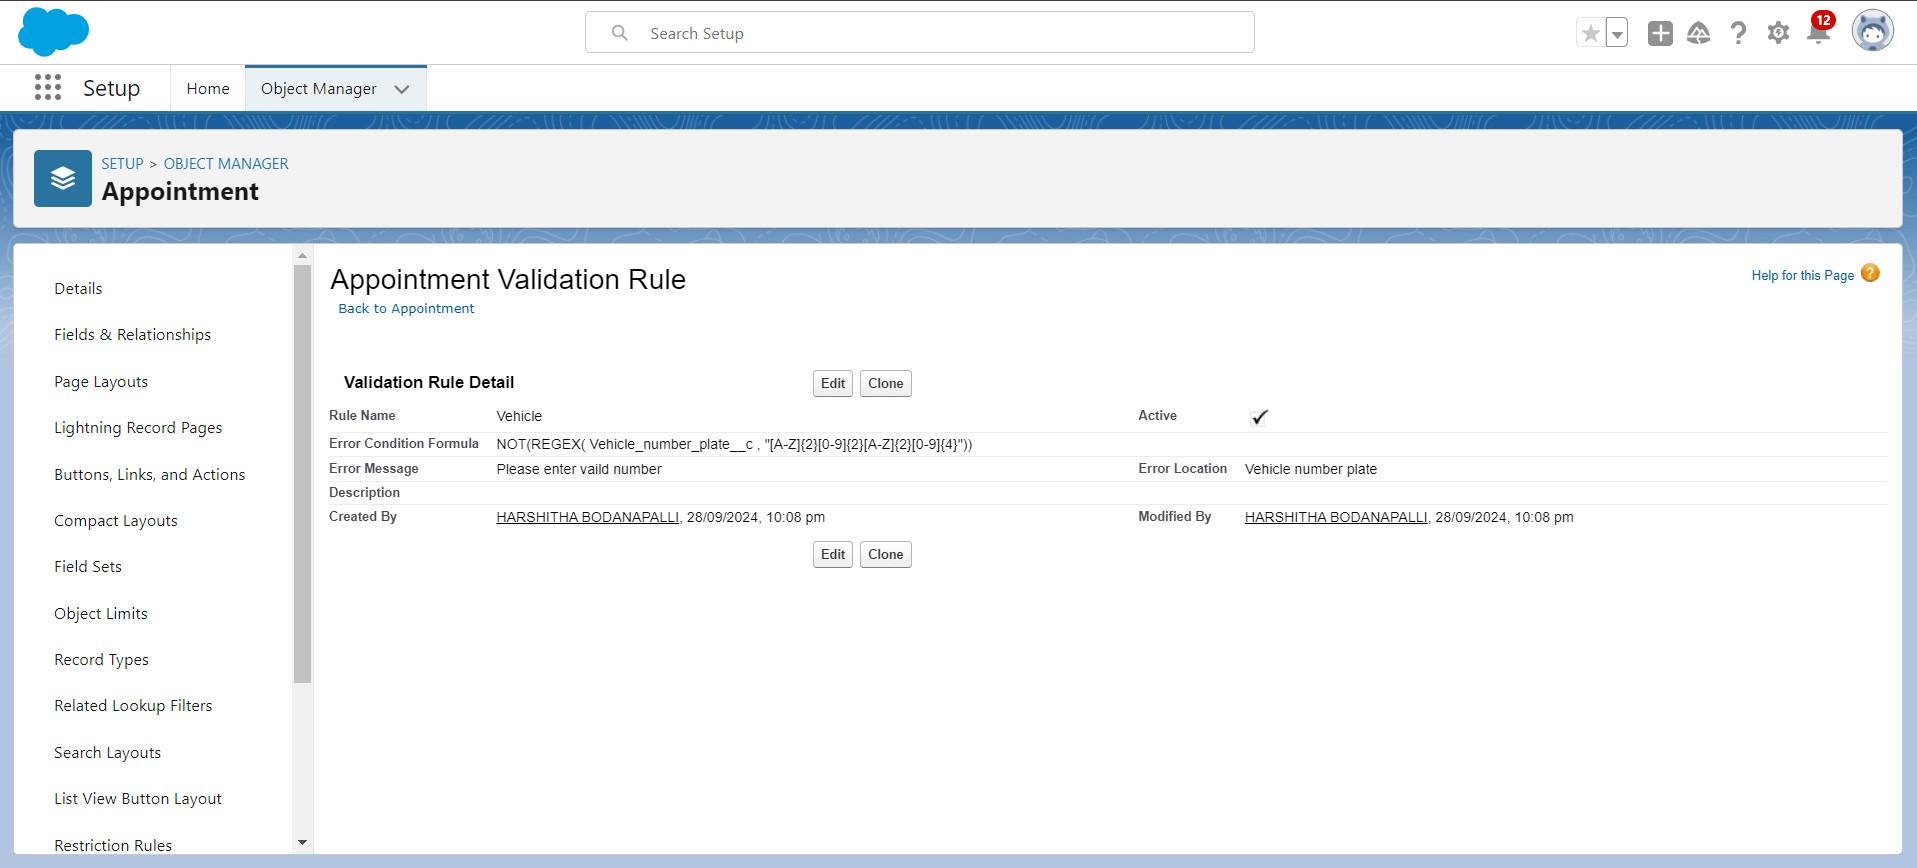 Search Setup
12
Setup
Home
Object Manager
SETUP > OBJECT MANAGER
Appointment
Details
Fields & Relationships
Page Layouts
Lightning Record Pages
Buttons, Links, and Actions
Compact Layouts
Field Sets
Object Limits
Record Types
Related Lookup Filters
Search Layouts
List View Button Layout
Restriction Rules
Appointment Validation Rule
Help for this Page ?
Back to Appointment
Validation Rule Detail
Edit Clone
Rule Name Vehicle Active
Error Condition Formula NOT(REGEX( Vehicle_number_plate__c , "[A-Z]{2}[0-9]{2}[A-Z]{2}[0-9]{4}"))
Error Message Please enter vaild number Error Location Vehicle number plate
Description
Created By HARSHITHA BODANAPALLI, 28/09/2024, 10:08 pm Modified By HARSHITHA BODANAPALLI, 28/09/2024, 10:08 pm
Edit Clone